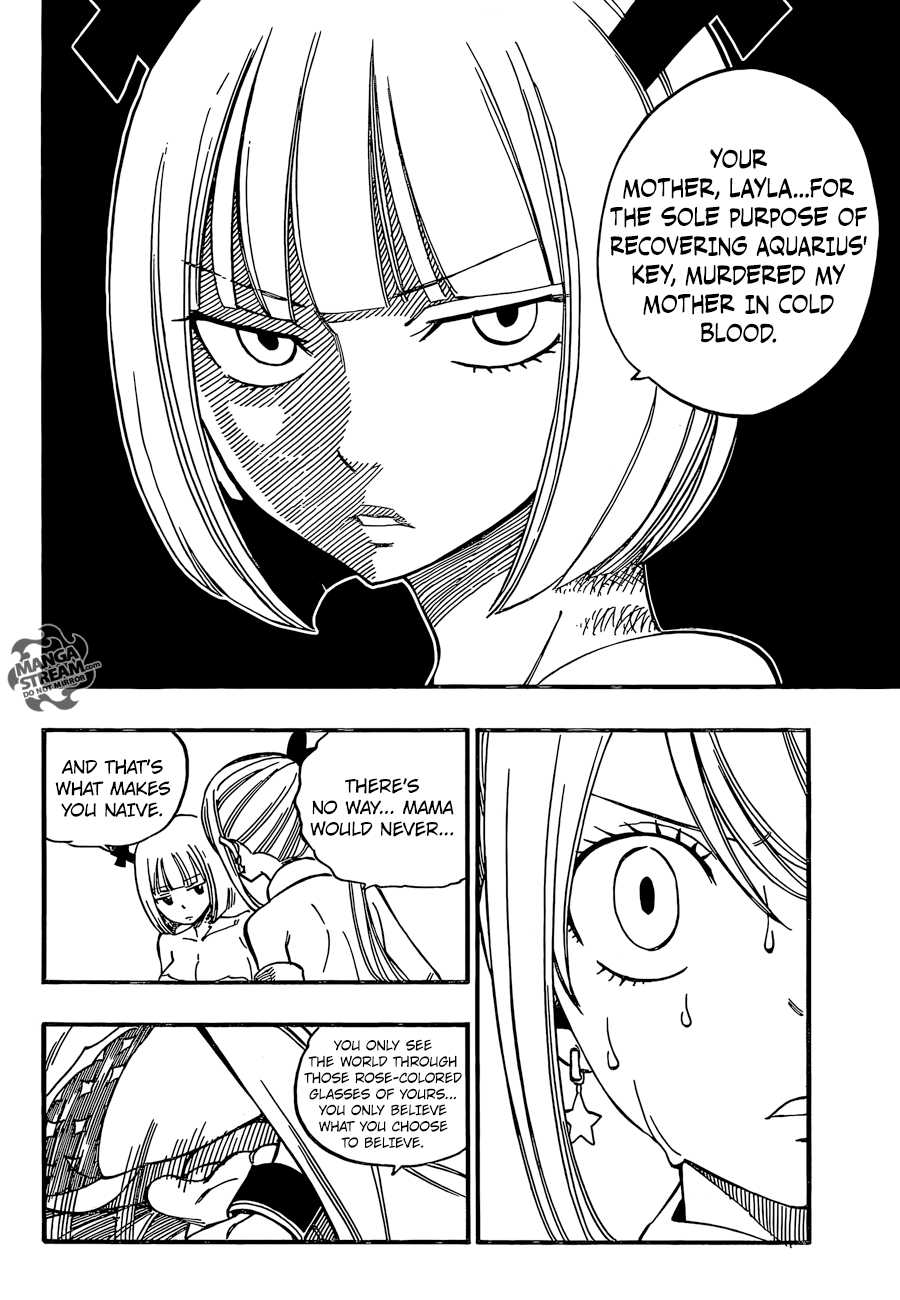 YOUR
MOTHER, LAYLA...FOR
THE SOLE PURPOSE OF
RECOVERING AQUARIUS'
KEY, MURDERED MY
MOTHER IN COLD
BLOOD.
MANGA
STREAM.com
DO NOT MIRROR
THERE'S
NO WAY... MAMA
WOULD NEVER...
AND THAT'S
WHAT MAKES
YOU NAIVE.
YOU ONLY SEE
THE WORLD THROUGH
THOSE ROSE-COLORED
GLASSES OF YOURS...
YOU ONLY BELIEVE
WHAT YOU CHOOSE
TO BELIEVE.